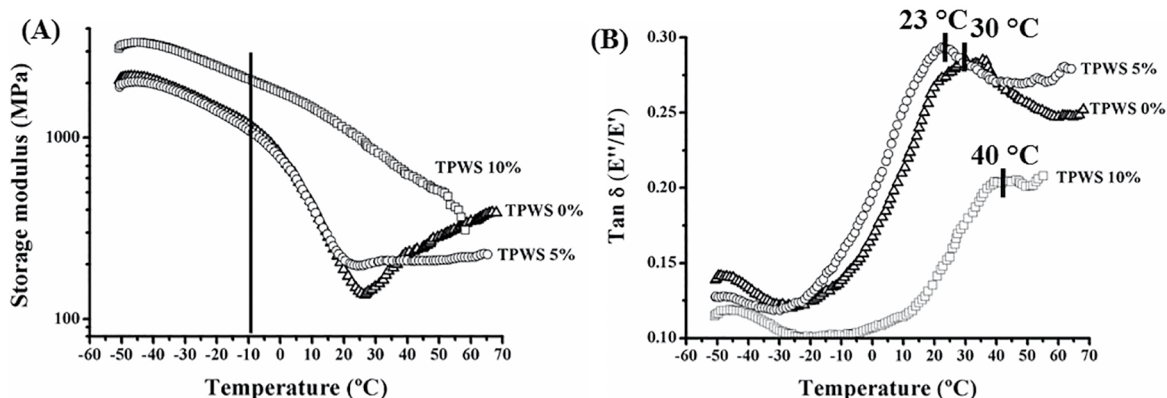 (A)
Storage modulus (MPa)
1000
100
TPWS 10%
TPWS 0%
TPWS 5%
-60 -50 -40 -30 -20 -10 0 10 20 30 40 50 60 70
Temperature (ºC)
(B)
23 °C
30 °C
Tan δ (E''/E')
0.30
0.25
0.20
0.15
0.10
TPWS 5%
TPWS 0%
40 °C
TPWS 10%
-60 -50 -40 -30 -20 -10 0 10 20 30 40 50 60 70
Temperature (ºC)